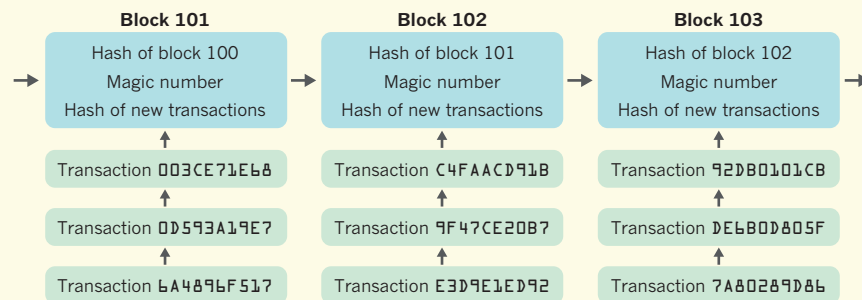 Block 101
Hash of block 100
Magic number
Hash of new transactions
Transaction 003CE71E68
Transaction 0D593A19E7
Transaction 6A4896F517
Block 102
Hash of block 101
Magic number
Hash of new transactions
Transaction C4FAACD91B
Transaction 9F47CE20B7
Transaction E3D9E1ED92
Block 103
Hash of block 102
Magic number
Hash of new transactions
Transaction 92DB0101CB
Transaction DE6B0D805F
Transaction 7A80289D86